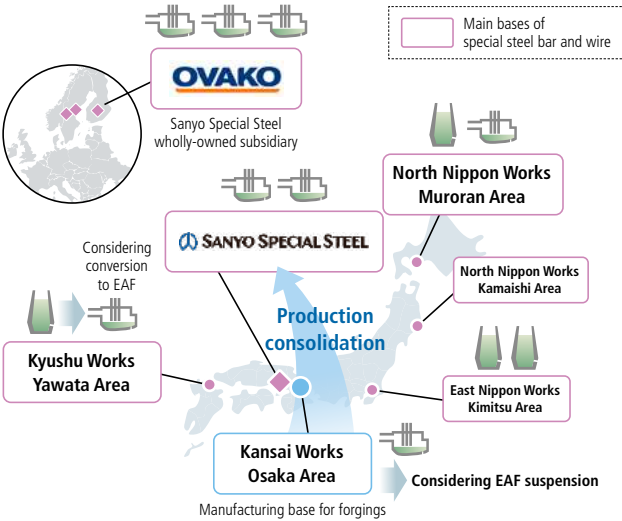 Main bases of
special steel bar and wire
OVAKO
Sanyo Special Steel
wholly-owned subsidiary
North Nippon Works
Muroran Area
SANYO SPECIAL STEEL
Considering
conversion
to EAF
North Nippon Works
Kamaishi Area
Production
consolidation
Kyushu Works
Yawata Area
East Nippon Works
Kimitsu Area
Kansai Works
Osaka Area
Considering EAF suspension
Manufacturing base for forgings